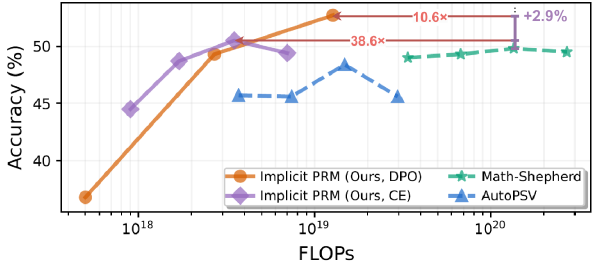 10.6×
+2.9%
38.6×
50
45
40
Accuracy (%)
Implicit PRM (Ours, DPO)
Implicit PRM (Ours, CE)
Math-Shepherd
AutoPSV
10^18
10^19
10^20
FLOPs